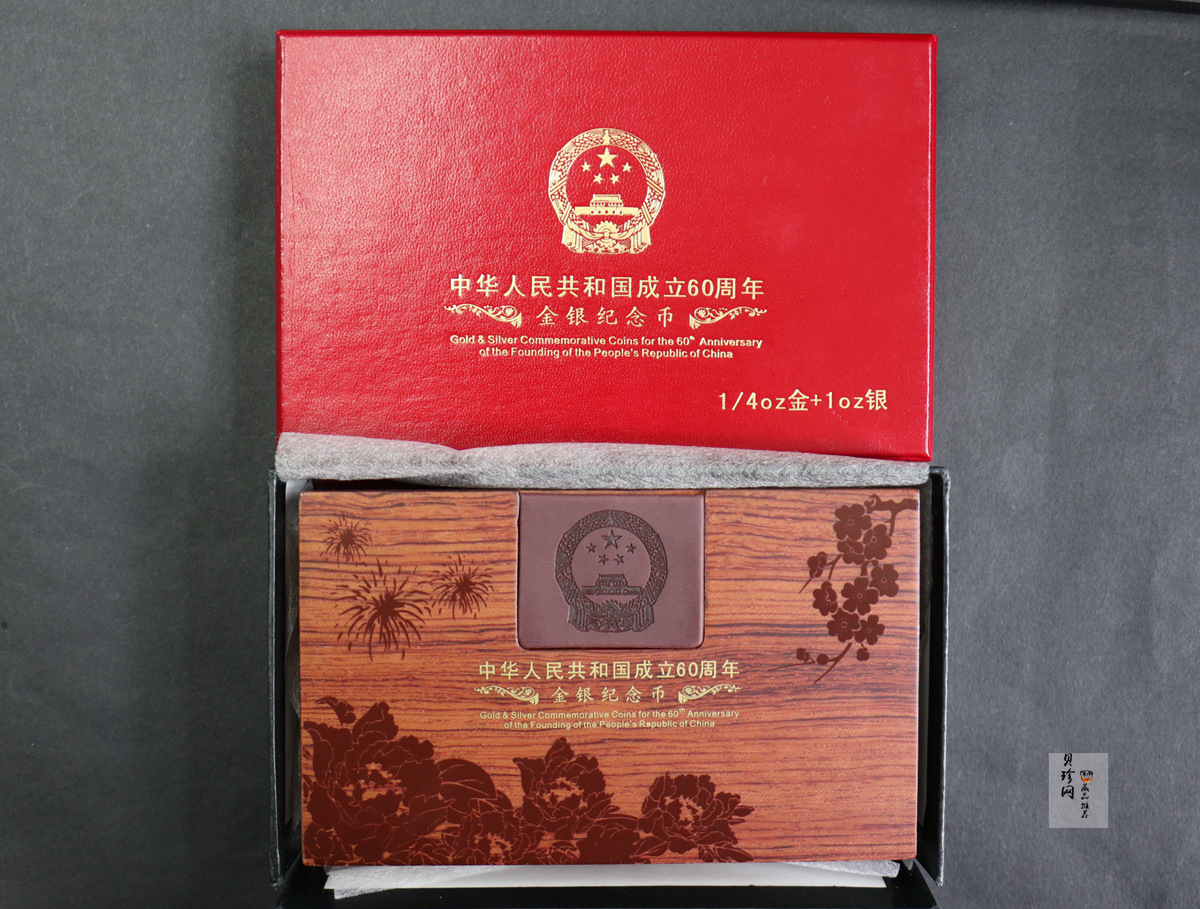 中华人民共和国成立60周年
金银纪念币
Gold & Silver Commemorative Coins for the 60th Anniversary
of the Founding of the People's Republic of China
1/4oz金+1oz银
中华人民共和国成立60周年
金银纪念币
Gold & Silver Commemorative Coins for the 60th Anniversary
of the Founding of the People's Republic of China
贝珍网
藏品推荐